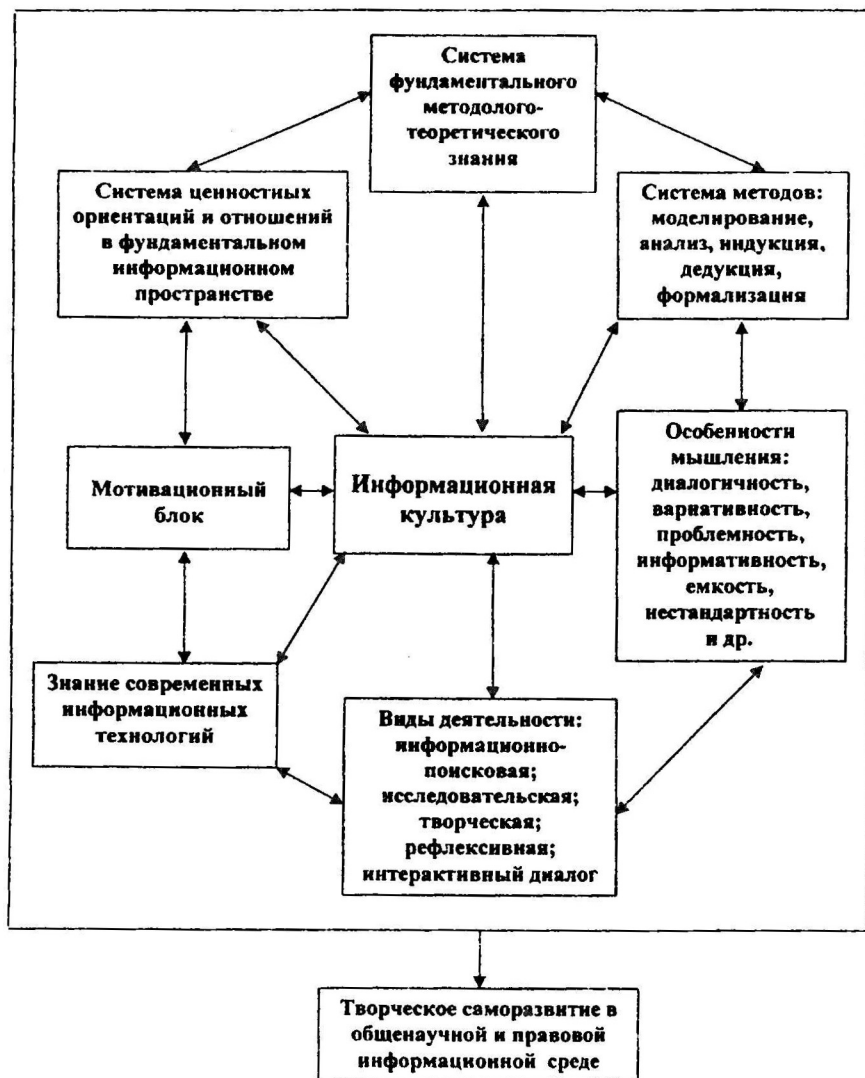 Система
фундаментального
методолого-
теоретического
знания
Система ценностных
ориентаций и отношений
в фундаментальном
информационном
пространстве
Система методов:
моделирование,
анализ, индукция,
дедукция,
формализация
Мотивационный
блок
Информационная
культура
Особенности
мышления:
диалогичность,
вариативность,
проблемность,
информативность,
емкость,
нестандартность
и др.
Знание современных
информационных
технологий
Виды деятельности:
информационно-
поисковая;
исследовательская;
творческая;
рефлексивная;
интерактивный диалог
Творческое саморазвитие в
общенаучной и правовой
информационной среде